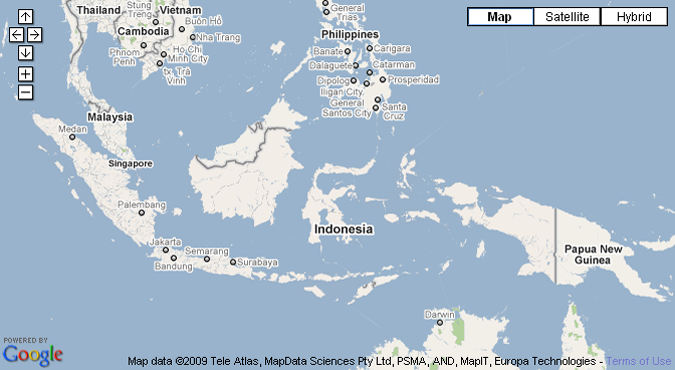 Thailand
Stung
Treng
Vietnam
Buôn Hồ
Nha Trang
Cambodia
Phnom
Penh
Hồ Chí
Minh City
tx. Trà
Vinh
General
Trias
Philippines
Banate
Carigara
Dalaguete
Catarman
Dipolog
Prosperidad
Iligan City
General
Santos City
Santa
Cruz
Map
Satellite
Hybrid
Malaysia
Medan
Singapore
Palembang
Indonesia
Jakarta
Bandung
Semarang
Surabaya
Papua New
Guinea
Darwin
POWERED BY
Google
Map data ©2009 Tele Atlas, MapData Sciences Pty Ltd, PSMA, AND, MapIT, Europa Technologies - Terms of Use